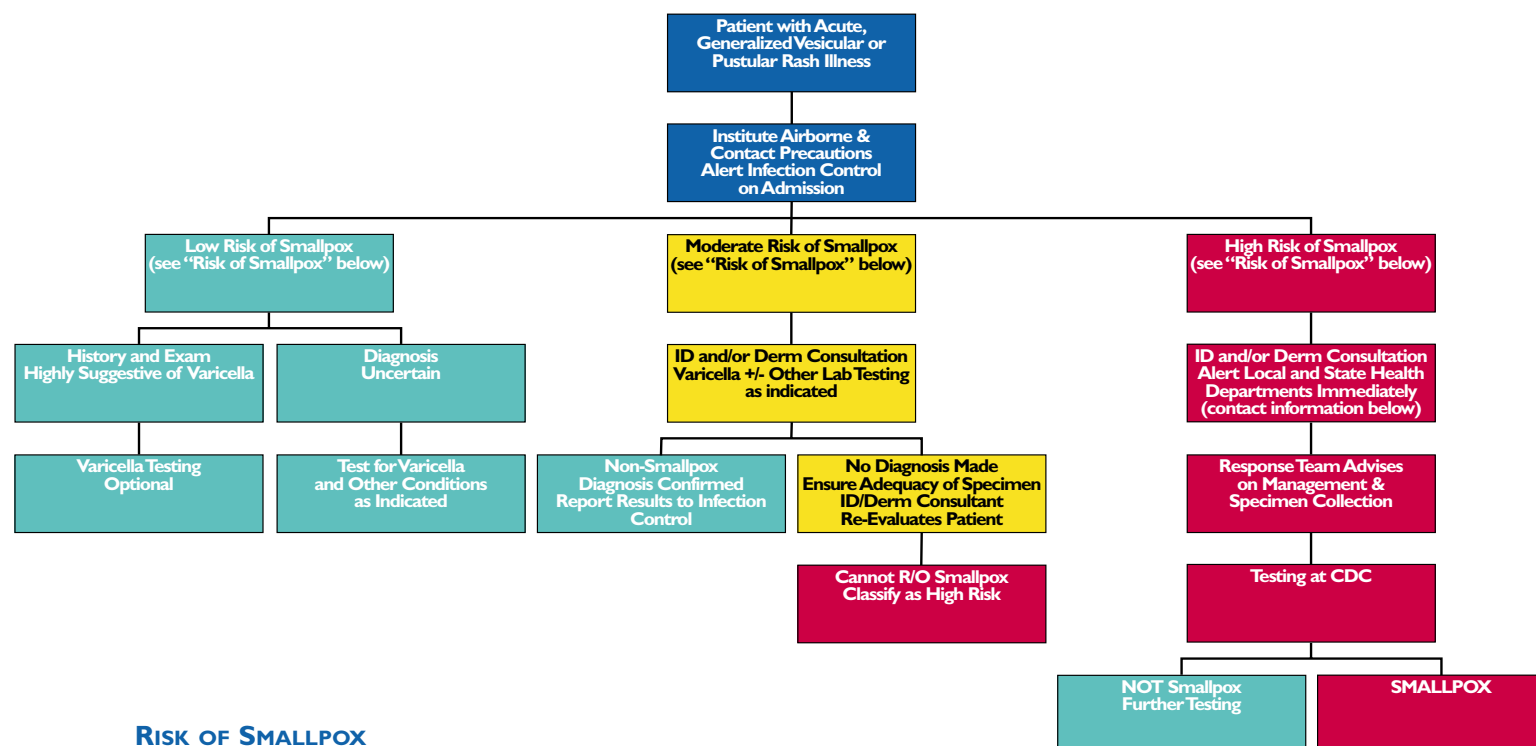 Patient with Acute,
Generalized Vesicular or
Pustular Rash Illness
Institute Airborne &
Contact Precautions
Alert Infection Control
on Admission
Low Risk of Smallpox
(see “Risk of Smallpox” below)
Moderate Risk of Smallpox
(see “Risk of Smallpox” below)
High Risk of Smallpox
(see “Risk of Smallpox” below)
History and Exam
Highly Suggestive of Varicella
Diagnosis
Uncertain
ID and/or Derm Consultation
Varicella +/- Other Lab Testing
as indicated
ID and/or Derm Consultation
Alert Local and State Health
Departments Immediately
(contact information below)
Varicella Testing
Optional
Test for Varicella
and Other Conditions
as Indicated
Non-Smallpox
Diagnosis Confirmed
Report Results to Infection
Control
No Diagnosis Made
Ensure Adequacy of Specimen
ID/Derm Consultant
Re-Evaluates Patient
Response Team Advises
on Management &
Specimen Collection
Cannot R/O Smallpox
Classify as High Risk
Testing at CDC
NOT Smallpox
Further Testing
SMALLPOX
RISK OF SMALLPOX